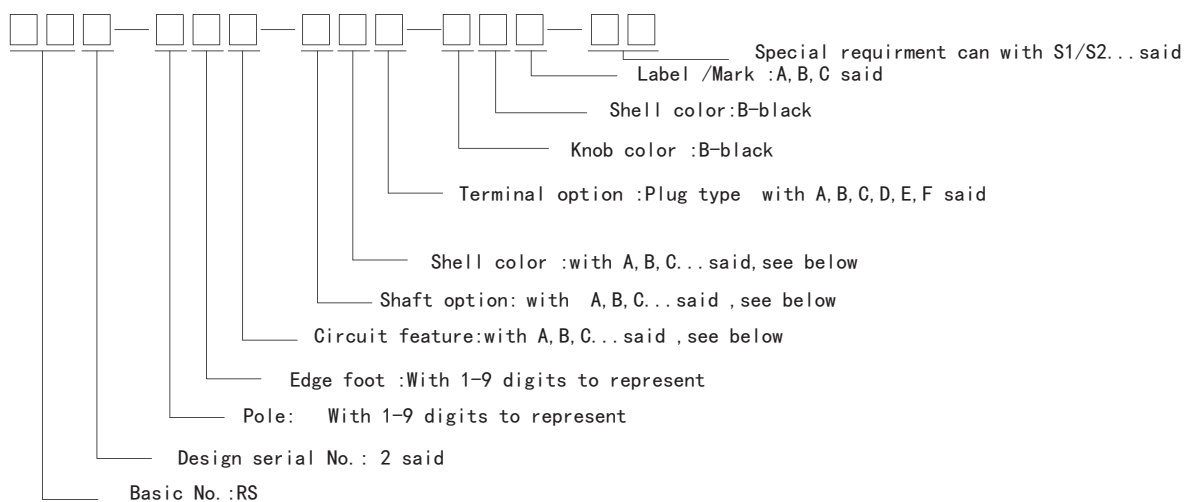 Special requirment can with S1/S2...said
Label /Mark :A,B,C said
Shell color:B-black
Knob color :B-black
Terminal option :Plug type with A,B,C,D,E,F said
Shell color :with A,B,C...said,see below
Shaft option: with A,B,C...said ,see below
Circuit feature:with A,B,C...said ,see below
Edge foot :With 1-9 digits to represent
Pole: With 1-9 digits to represent
Design serial No.: 2 said
Basic No.:RS